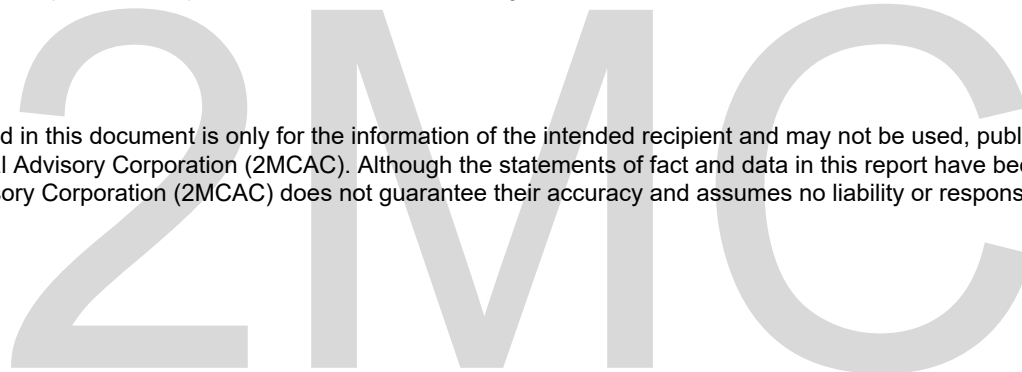 2MC
d in this document is only for the information of the intended recipient and may not be used, publ
Advisory Corporation (2MCAC). Although the statements of fact and data in this report have bee
ory Corporation (2MCAC) does not guarantee their accuracy and assumes no liability or respons